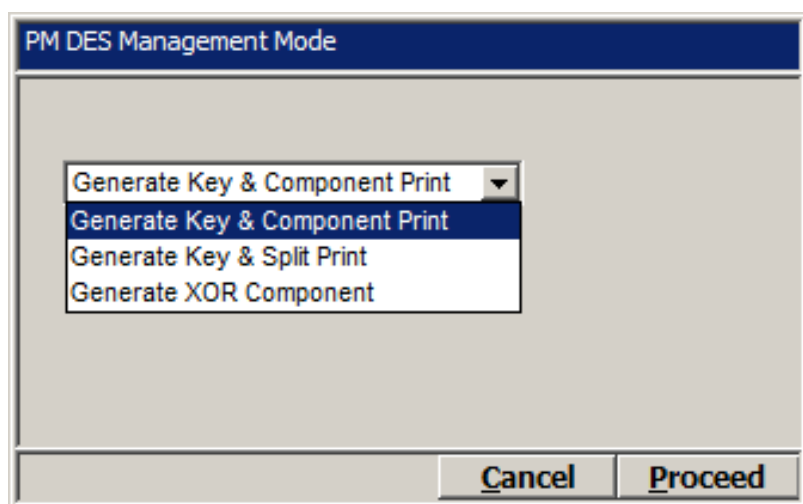 PM DES Management Mode
Generate Key & Component Print
Generate Key & Component Print
Generate Key & Split Print
Generate XOR Component
Cancel Proceed